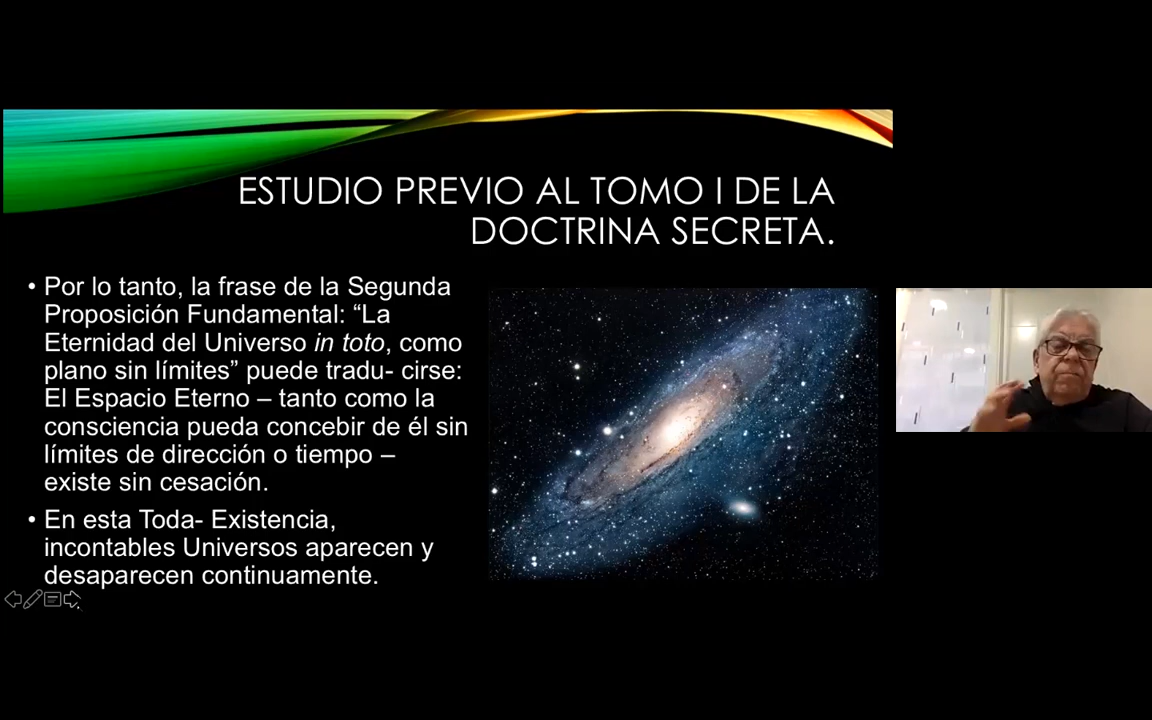 ESTUDIO PREVIO AL TOMO I DE LA
DOCTRINA SECRETA.
• Por lo tanto, la frase de la Segunda
Proposición Fundamental: “La
Eternidad del Universo in toto, como
plano sin límites” puede tradu- cirse:
El Espacio Eterno – tanto como la
consciencia pueda concebir de él sin
límites de dirección o tiempo –
existe sin cesación.
• En esta Toda- Existencia,
incontables Universos aparecen y
desaparecen continuamente.